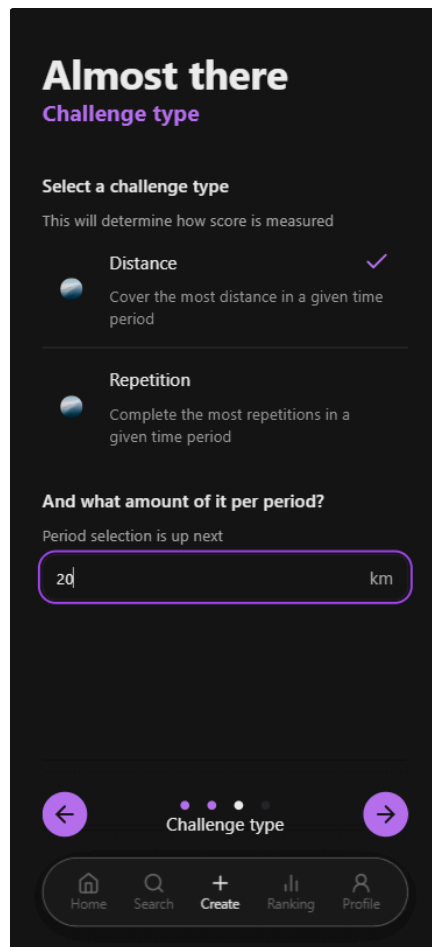 Almost there
Challenge type
Select a challenge type
This will determine how score is measured
Distance
Cover the most distance in a given time
period
Repetition
Complete the most repetitions in a
given time period
And what amount of it per period?
Period selection is up next
20 km
Challenge type
Home Search Create Ranking Profile